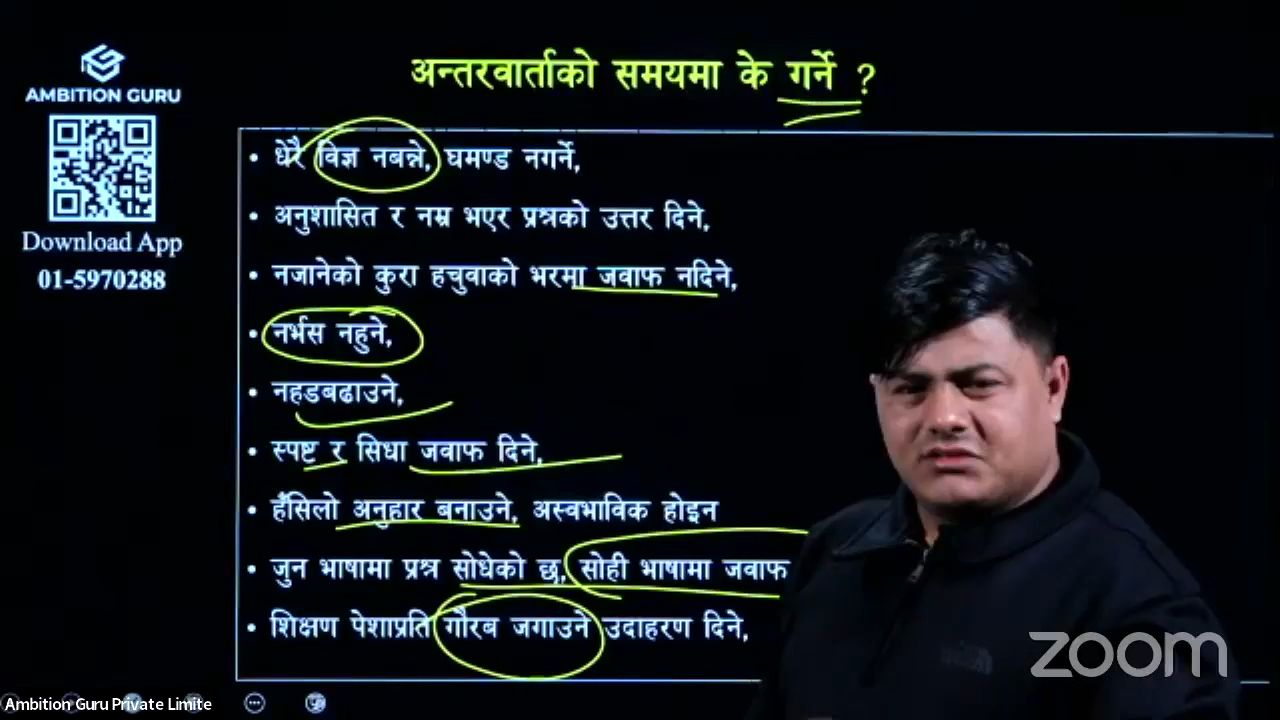 AMBITION GURU
Download App
01-5970288
अन्तरवार्ताको समयमा के गर्ने ?
• धेरै विज्ञ नबन्ने, घमण्ड नगर्ने,
• अनुशासित र नम्र भएर प्रश्नको उत्तर दिने,
• नजानेको कुरा हचुवाको भरमा जवाफ नदिने,
• नर्भस नहुने,
• नहडबढाउने,
• स्पष्ट र सिधा जवाफ दिने,
• हँसिलो अनुहार बनाउने, अस्वभाविक होइन
• जुन भाषामा प्रश्न सोधेको छ, सोही भाषामा जवाफ
• शिक्षण पेशाप्रति गौरब जगाउने उदाहरण दिने,
zoom
Ambition Guru Private Limite